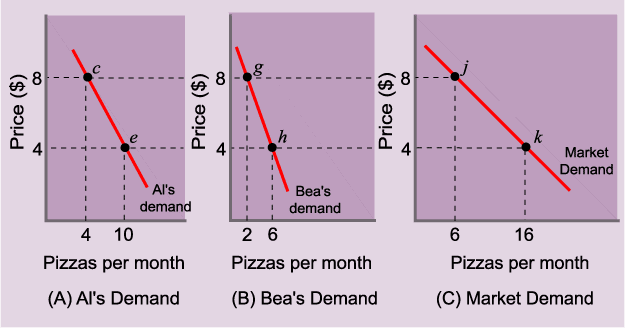 Price ($)
8
4
c
e
Al's
demand
4 10
Pizzas per month
(A) Al's Demand
Price ($)
8
4
g
h
Bea's
demand
2 6
Pizzas per month
(B) Bea's Demand
Price ($)
8
4
j
k
Market
Demand
6 16
Pizzas per month
(C) Market Demand